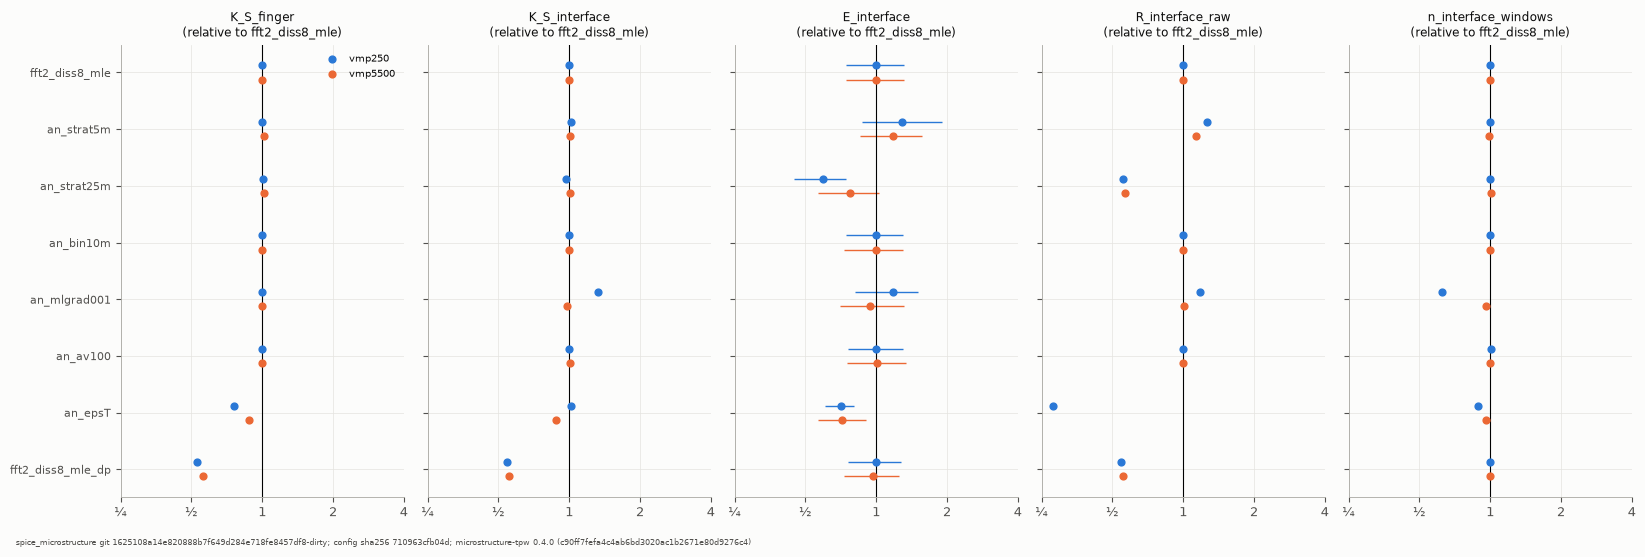 K_S_finger
(relative to fft2_diss8_mle)
K_S_interface
(relative to fft2_diss8_mle)
E_interface
(relative to fft2_diss8_mle)
R_interface_raw
(relative to fft2_diss8_mle)
n_interface_windows
(relative to fft2_diss8_mle)
vmp250
vmp5500
fft2_diss8_mle
an_strat5m
an_strat25m
an_bin10m
an_mlgrad001
an_av100
an_epsT
fft2_diss8_mle_dp
¼ ½ 1 2 4
¼ ½ 1 2 4
¼ ½ 1 2 4
¼ ½ 1 2 4
¼ ½ 1 2 4
spice_microstructure git 1625108a14e820888b7f649d284e718fe8457df8-dirty; config sha256 710963cfb04d; microstructure-tpw 0.4.0 (c90ff7fefa4c4ab6bd3020ac1b2671e80d9276c4)